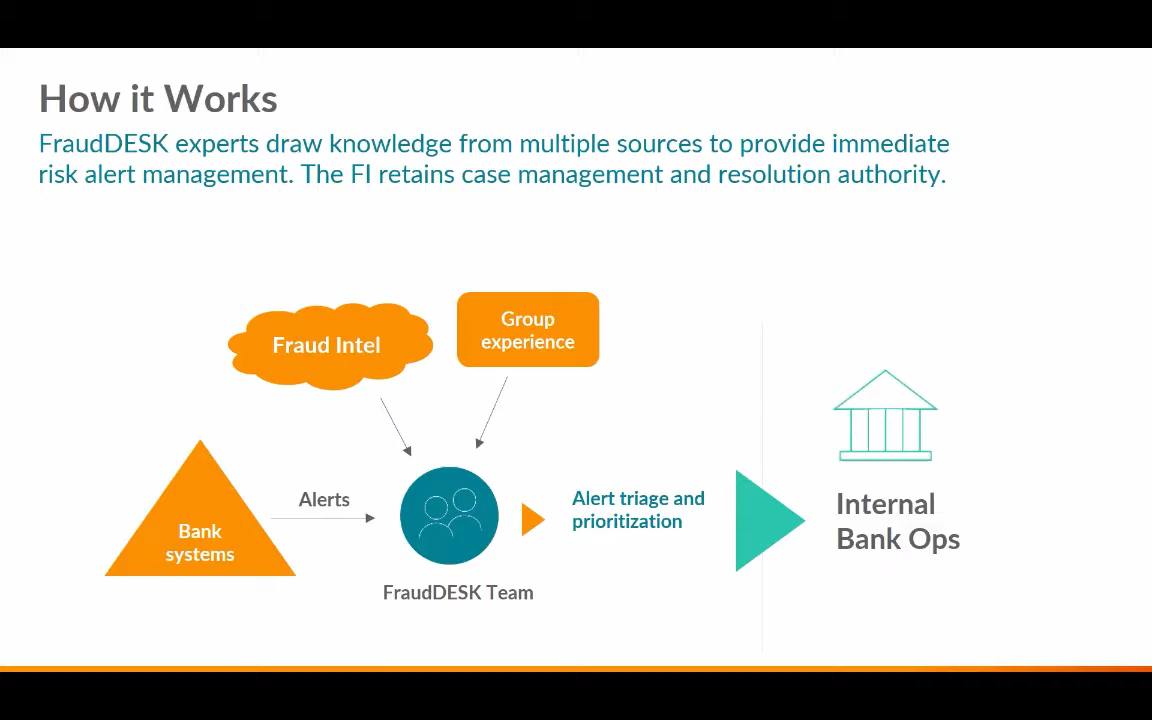 How it Works
FraudDESK experts draw knowledge from multiple sources to provide immediate
risk alert management. The FI retains case management and resolution authority.
Fraud Intel
Group
experience
Bank
systems
Alerts
FraudDESK Team
Alert triage and
prioritization
Internal
Bank Ops